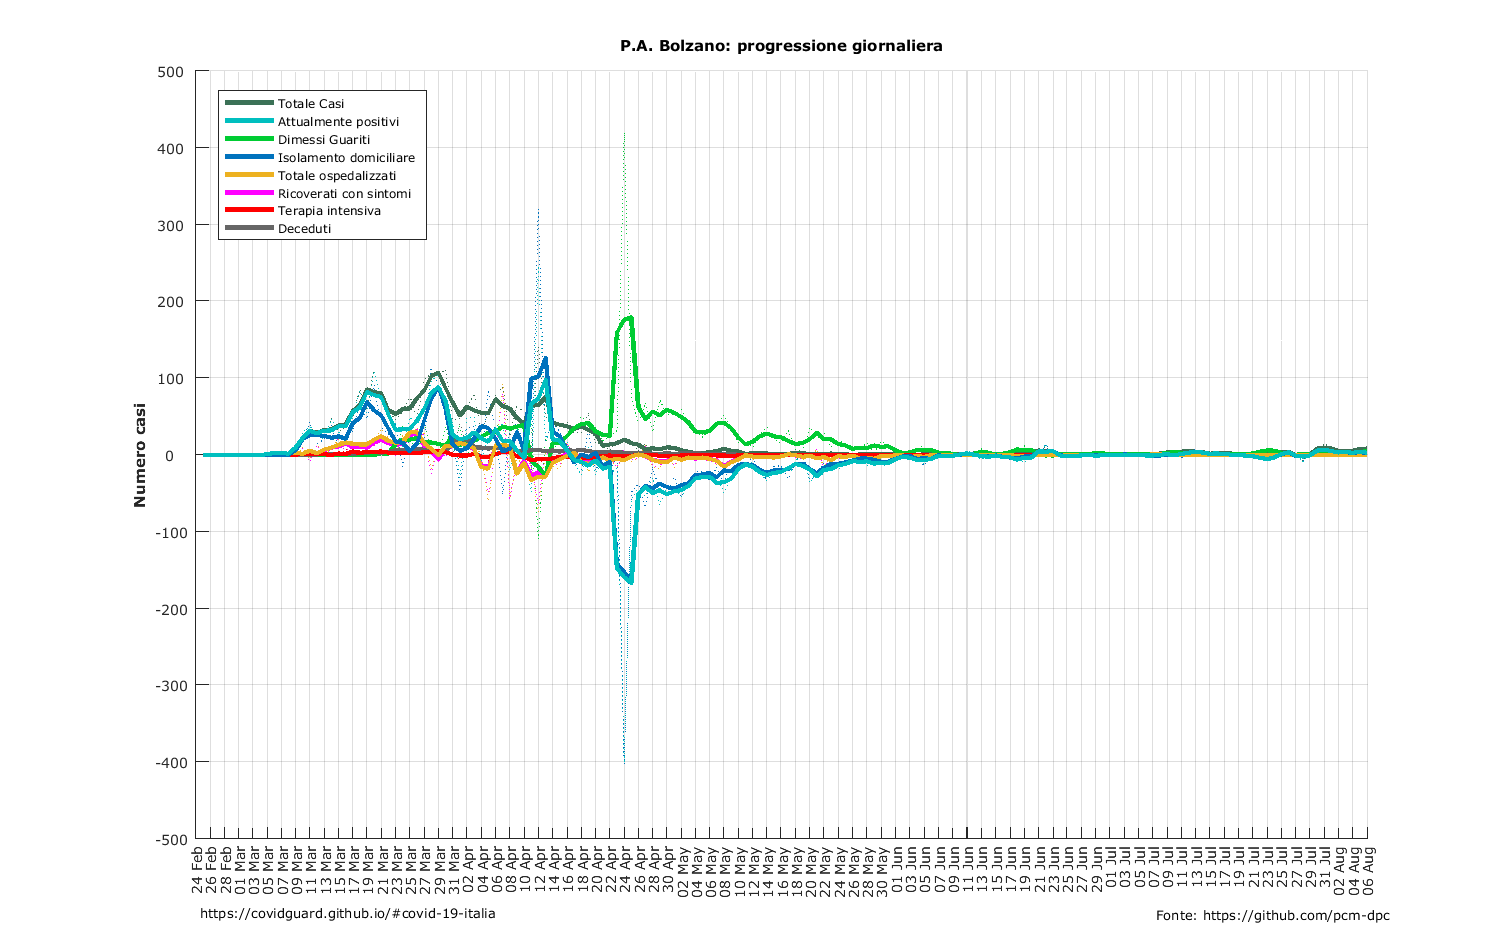 P.A. Bolzano: progressione giornaliera
Numero casi
500
400
300
200
100
0
-100
-200
-300
-400
-500
Totale Casi
Attualmente positivi
Dimessi Guariti
Isolamento domiciliare
Totale ospedalizzati
Ricoverati con sintomi
Terapia intensiva
Deceduti
24 Feb
26 Feb
28 Feb
01 Mar
03 Mar
05 Mar
07 Mar
09 Mar
11 Mar
13 Mar
15 Mar
17 Mar
19 Mar
21 Mar
23 Mar
25 Mar
27 Mar
29 Mar
31 Mar
02 Apr
04 Apr
06 Apr
08 Apr
10 Apr
12 Apr
14 Apr
16 Apr
18 Apr
20 Apr
22 Apr
24 Apr
26 Apr
28 Apr
30 Apr
02 May
04 May
06 May
08 May
10 May
12 May
14 May
16 May
18 May
20 May
22 May
24 May
26 May
28 May
30 May
01 Jun
03 Jun
05 Jun
07 Jun
09 Jun
11 Jun
13 Jun
15 Jun
17 Jun
19 Jun
21 Jun
23 Jun
25 Jun
27 Jun
29 Jun
01 Jul
03 Jul
05 Jul
07 Jul
09 Jul
11 Jul
13 Jul
15 Jul
17 Jul
19 Jul
21 Jul
23 Jul
25 Jul
27 Jul
29 Jul
31 Jul
02 Aug
04 Aug
06 Aug
https://covidguard.github.io/#covid-19-italia
Fonte: https://github.com/pcm-dpc